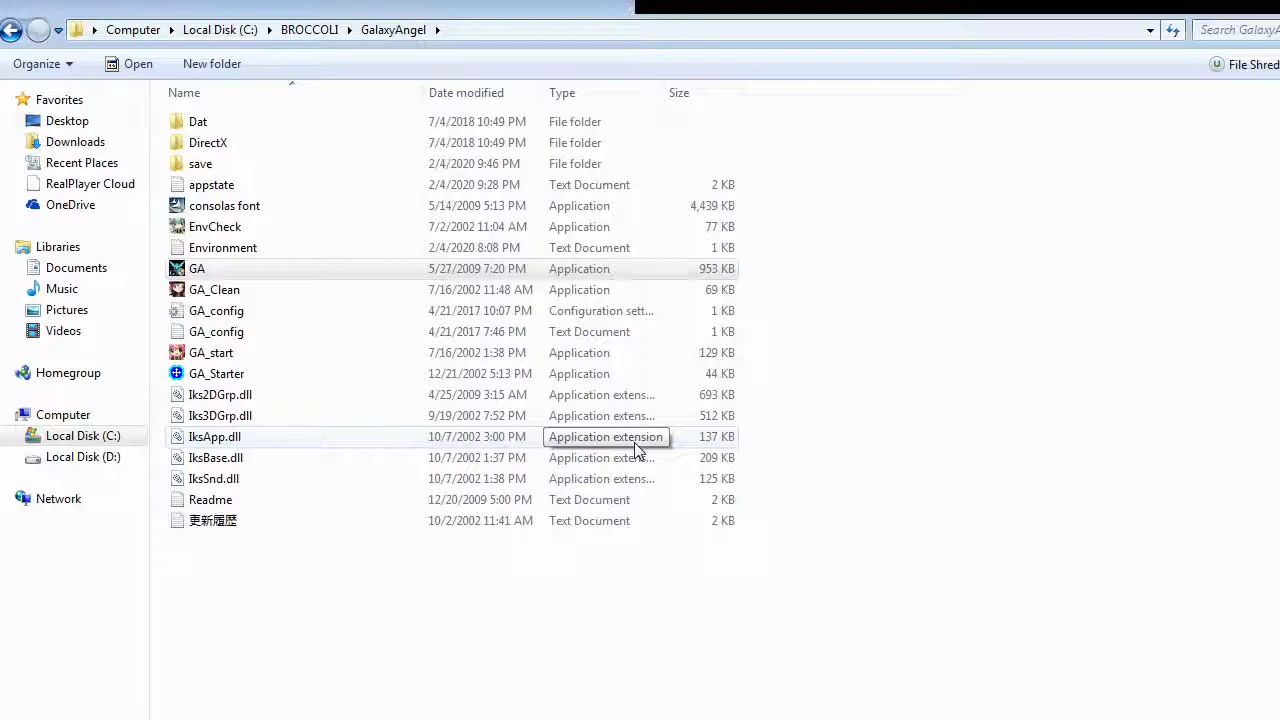 Computer Local Disk (C:) BROCCOLI GalaxyAngel Search GalaxyA
Organize Open New folder File Shred
Name Date modified Type Size
Favorites
Desktop
Downloads
Recent Places
RealPlayer Cloud
OneDrive
Libraries
Documents
Music
Pictures
Videos
Homegroup
Computer
Local Disk (C:)
Local Disk (D:)
Network
Dat 7/4/2018 10:49 PM File folder
DirectX 7/4/2018 10:49 PM File folder
save 2/4/2020 9:46 PM File folder
appstate 2/4/2020 9:28 PM Text Document 2 KB
consolas font 5/14/2009 5:13 PM Application 4,439 KB
EnvCheck 7/2/2002 11:04 AM Application 77 KB
Environment 2/4/2020 8:08 PM Text Document 1 KB
GA 5/27/2009 7:20 PM Application 953 KB
GA_Clean 7/16/2002 11:48 AM Application 69 KB
GA_config 4/21/2017 10:07 PM Configuration sett... 1 KB
GA_config 4/21/2017 7:46 PM Text Document 1 KB
GA_start 7/16/2002 1:38 PM Application 129 KB
GA_Starter 12/21/2002 5:13 PM Application 44 KB
Iks2DGrp.dll 4/25/2009 3:15 AM Application extens... 693 KB
Iks3DGrp.dll 9/19/2002 7:52 PM Application extens... 512 KB
IksApp.dll 10/7/2002 3:00 PM Application extension 137 KB
IksBase.dll 10/7/2002 1:37 PM Application extens... 209 KB
IksSnd.dll 10/7/2002 1:38 PM Application extens... 125 KB
Readme 12/20/2009 5:00 PM Text Document 2 KB
更新履歴 10/2/2002 11:41 AM Text Document 2 KB